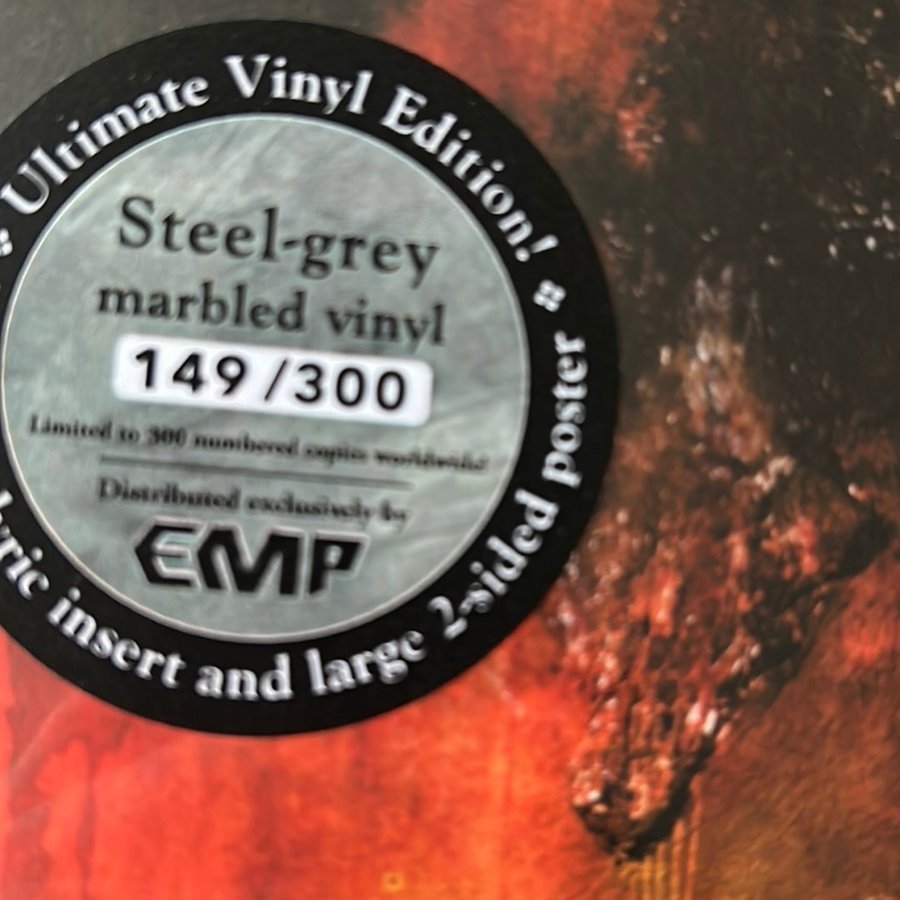 Ultimate Vinyl Edition!
Steel-grey
marbled vinyl
149/300
Limited to 300 numbered copies worldwide!
Distributed exclusively by
EMP
lyric insert and large 2-sided poster